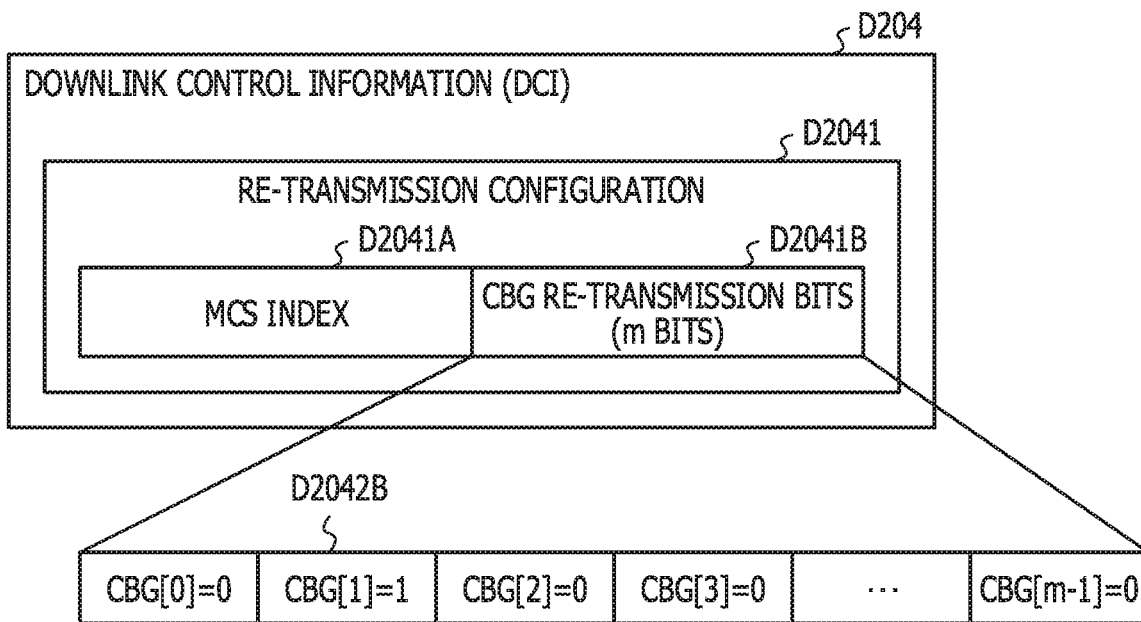 D204
DOWNLINK CONTROL INFORMATION (DCI)
D2041
RE-TRANSMISSION CONFIGURATION
D2041A D2041B
MCS INDEX
CBG RE-TRANSMISSION BITS
(m BITS)
D2042B
CBG[0]=0 CBG[1]=1 CBG[2]=0 CBG[3]=0 ··· CBG[m-1]=0